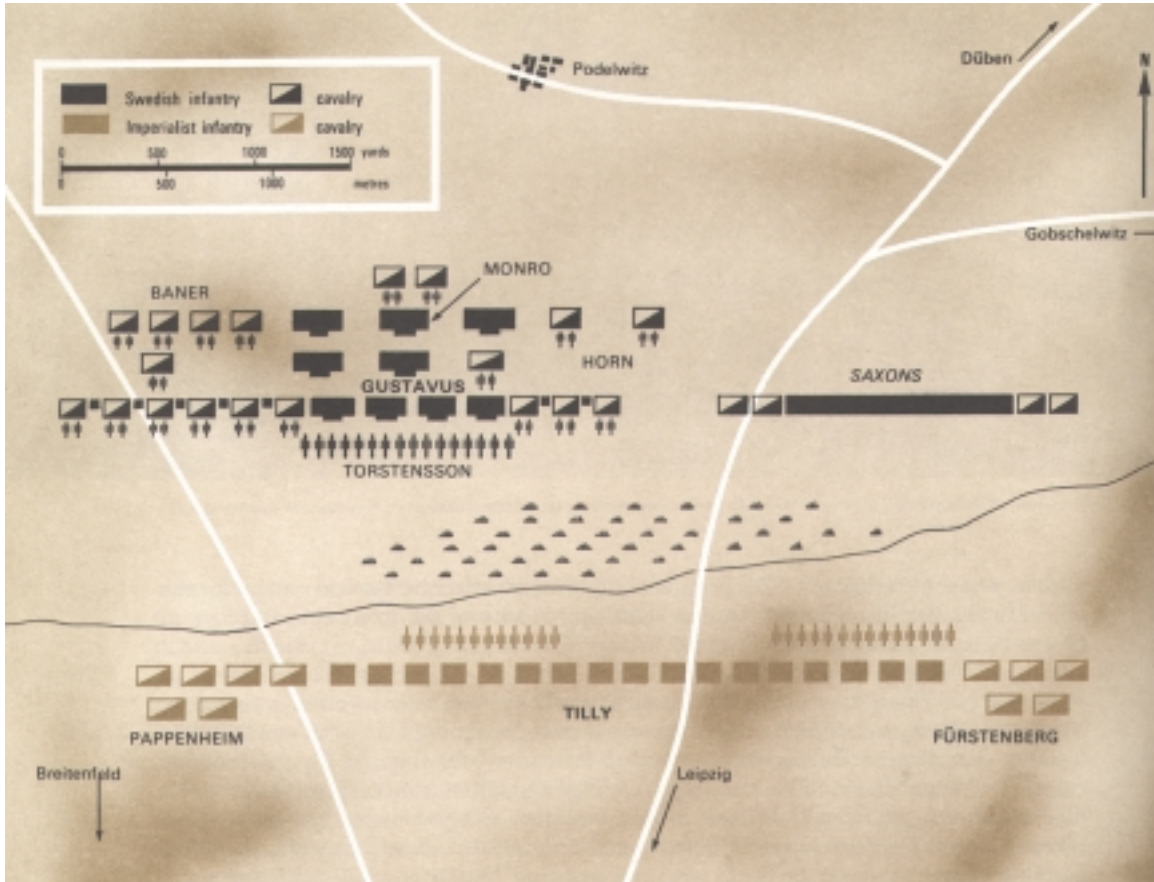 Podelwitz
Düben
N
Swedish infantry
cavalry
Imperialist infantry
cavalry
0 500 1000 1500 yards
0 500 1000 metres
Gobschelwitz
MONRO
BANER
HORN
GUSTAVUS
SAXONS
TORSTENSSON
TILLY
PAPPENHEIM
FÜRSTENBERG
Breitenfeld
Leipzig